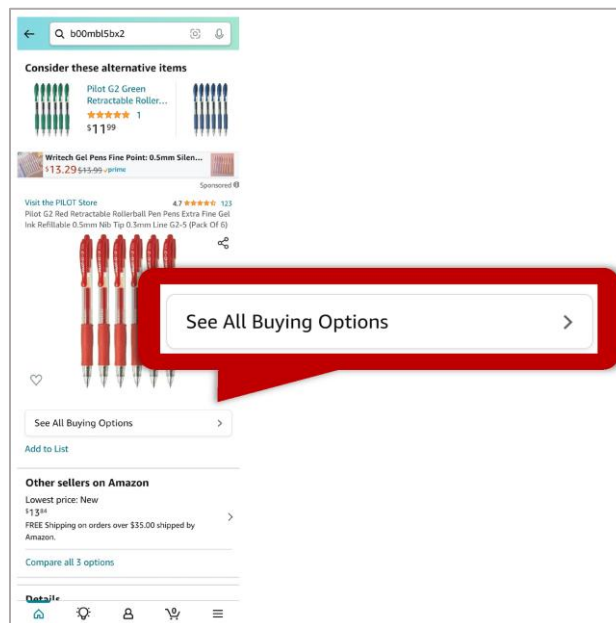 b00mbl5bx2
Consider these alternative items
Pilot G2 Green
Retractable Roller...
1
$1199
Writech Gel Pens Fine Point: 0.5mm Silen...
$13.29 $13.99 prime
Sponsored
Visit the PILOT Store 4.7 123
Pilot G2 Red Retractable Rollerball Pen Pens Extra Fine Gel
Ink Refillable 0.5mm Nib Tip 0.3mm Line G2-5 (Pack Of 6)
See All Buying Options
See All Buying Options
Add to List
Other sellers on Amazon
Lowest price: New
$1384
FREE Shipping on orders over $35.00 shipped by
Amazon.
Compare all 3 options
Details
0